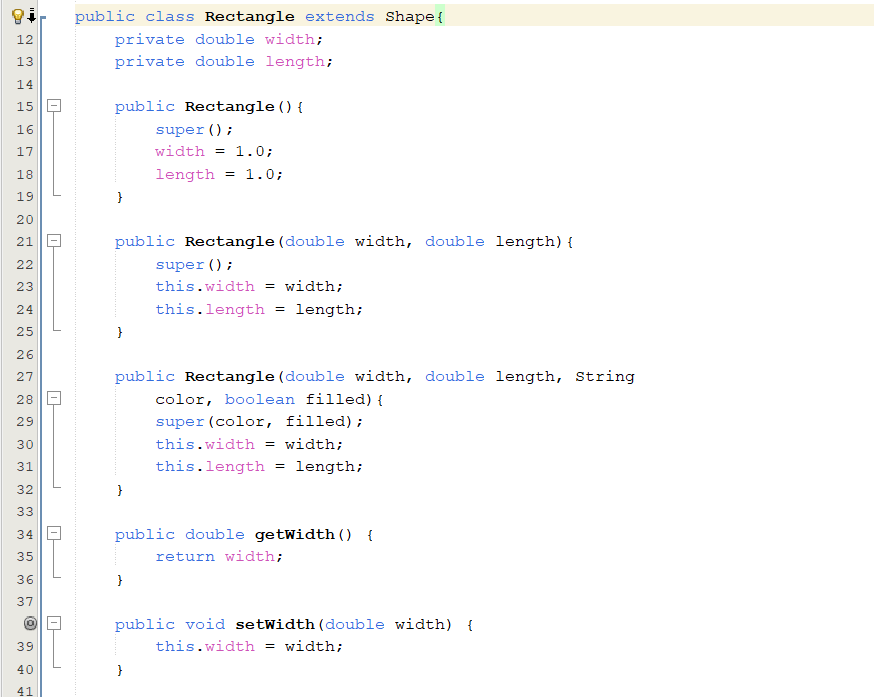 public class Rectangle extends Shape{
12 private double width;
13 private double length;
14
15 public Rectangle(){
16 super();
17 width = 1.0;
18 length = 1.0;
19 }
20
21 public Rectangle(double width, double length){
22 super();
23 this.width = width;
24 this.length = length;
25 }
26
27 public Rectangle(double width, double length, String
28 color, boolean filled){
29 super(color, filled);
30 this.width = width;
31 this.length = length;
32 }
33
34 public double getWidth() {
35 return width;
36 }
37
public void setWidth(double width) {
39 this.width = width;
40 }
41